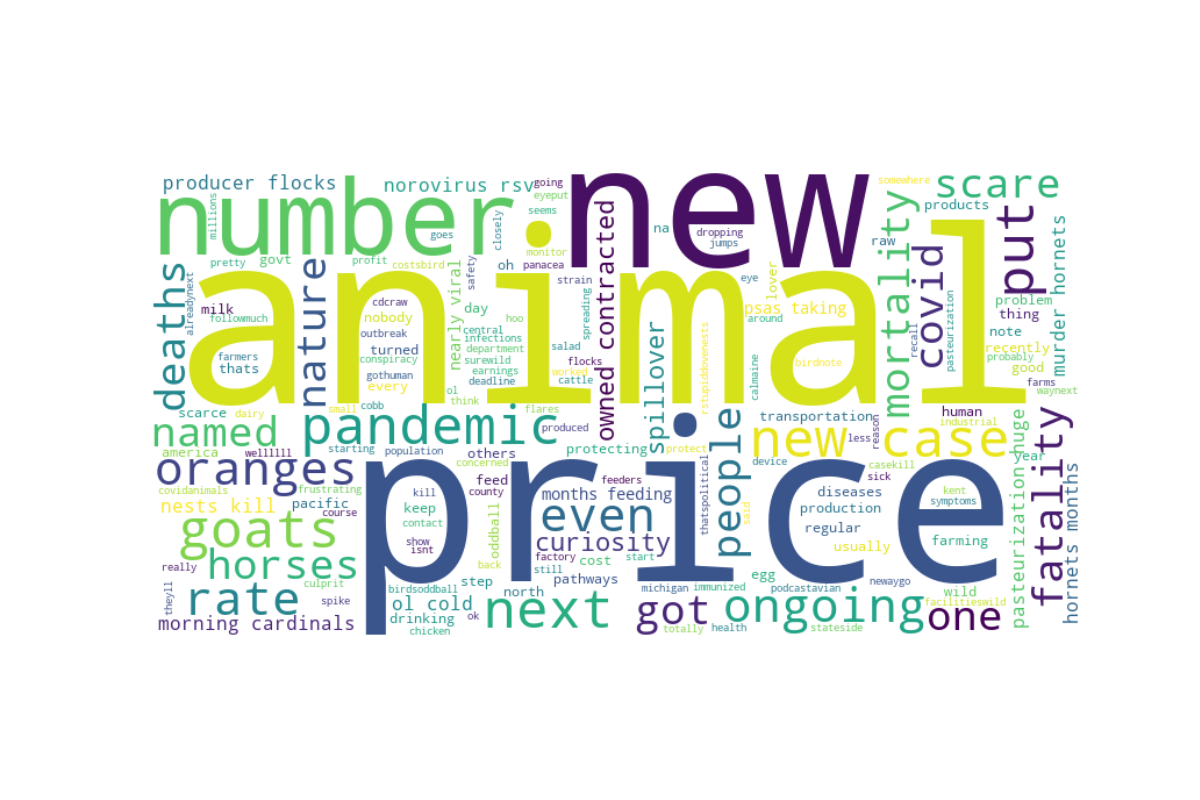 new
animal
price
number
new case
pandemic
ongoing
next
oranges
goats
horses
rate
named
even
people
got
one
put
scare
covid
mortality
fatality
nature
deaths
curiosity
spillover
owned contracted
norovirus rsv
producer flocks
morning cardinals
ol cold
murder hornets
hornets months
pasteurization huge
psas taking
nearly viral
months feeding
nests kill
milk
govt
pretty
millions
profit
costsbird
goes
seems
going
eyeput
closely
oh
panacea
monitor
safety
strain
hoo
spreading
na
dropping
jumps
lover
eye
raw
somewhere
products
problem
thing
note
recently
probably
good
farms
waynext
recall
pasteurization
calmaine
around
birdnote
rstupiddovenests
cdcraw
nobody
outbreak
turned
conspiracy
day
central
infections
department
surewild
earnings
deadline
salad
flocks
worked
cattle
followmuch
farmers
thats
alreadynext
every
gothuman
small
cobb
ol
think
flares
produced
scarce
dairy
america
wellllll
starting
population
others
concerned
protecting
protect
transportation
less
reason
human
industrial
year
covidanimals
frustrating
pacific
course
kill
keep
contact
show
isnt
feed
county
oddball
back
feeders
factory
cost
start
still
pathways
thatspolitical
said
device
diseases
production
regular
usually
casekill
sick
kent
symptoms
farming
really
culprit
theyll
spike
birdsoddball
step
north
drinking
ok
chicken
michigan
immunized
egg
podcastavian
newaygo
wild
facilitieswild
totally
health
stateside